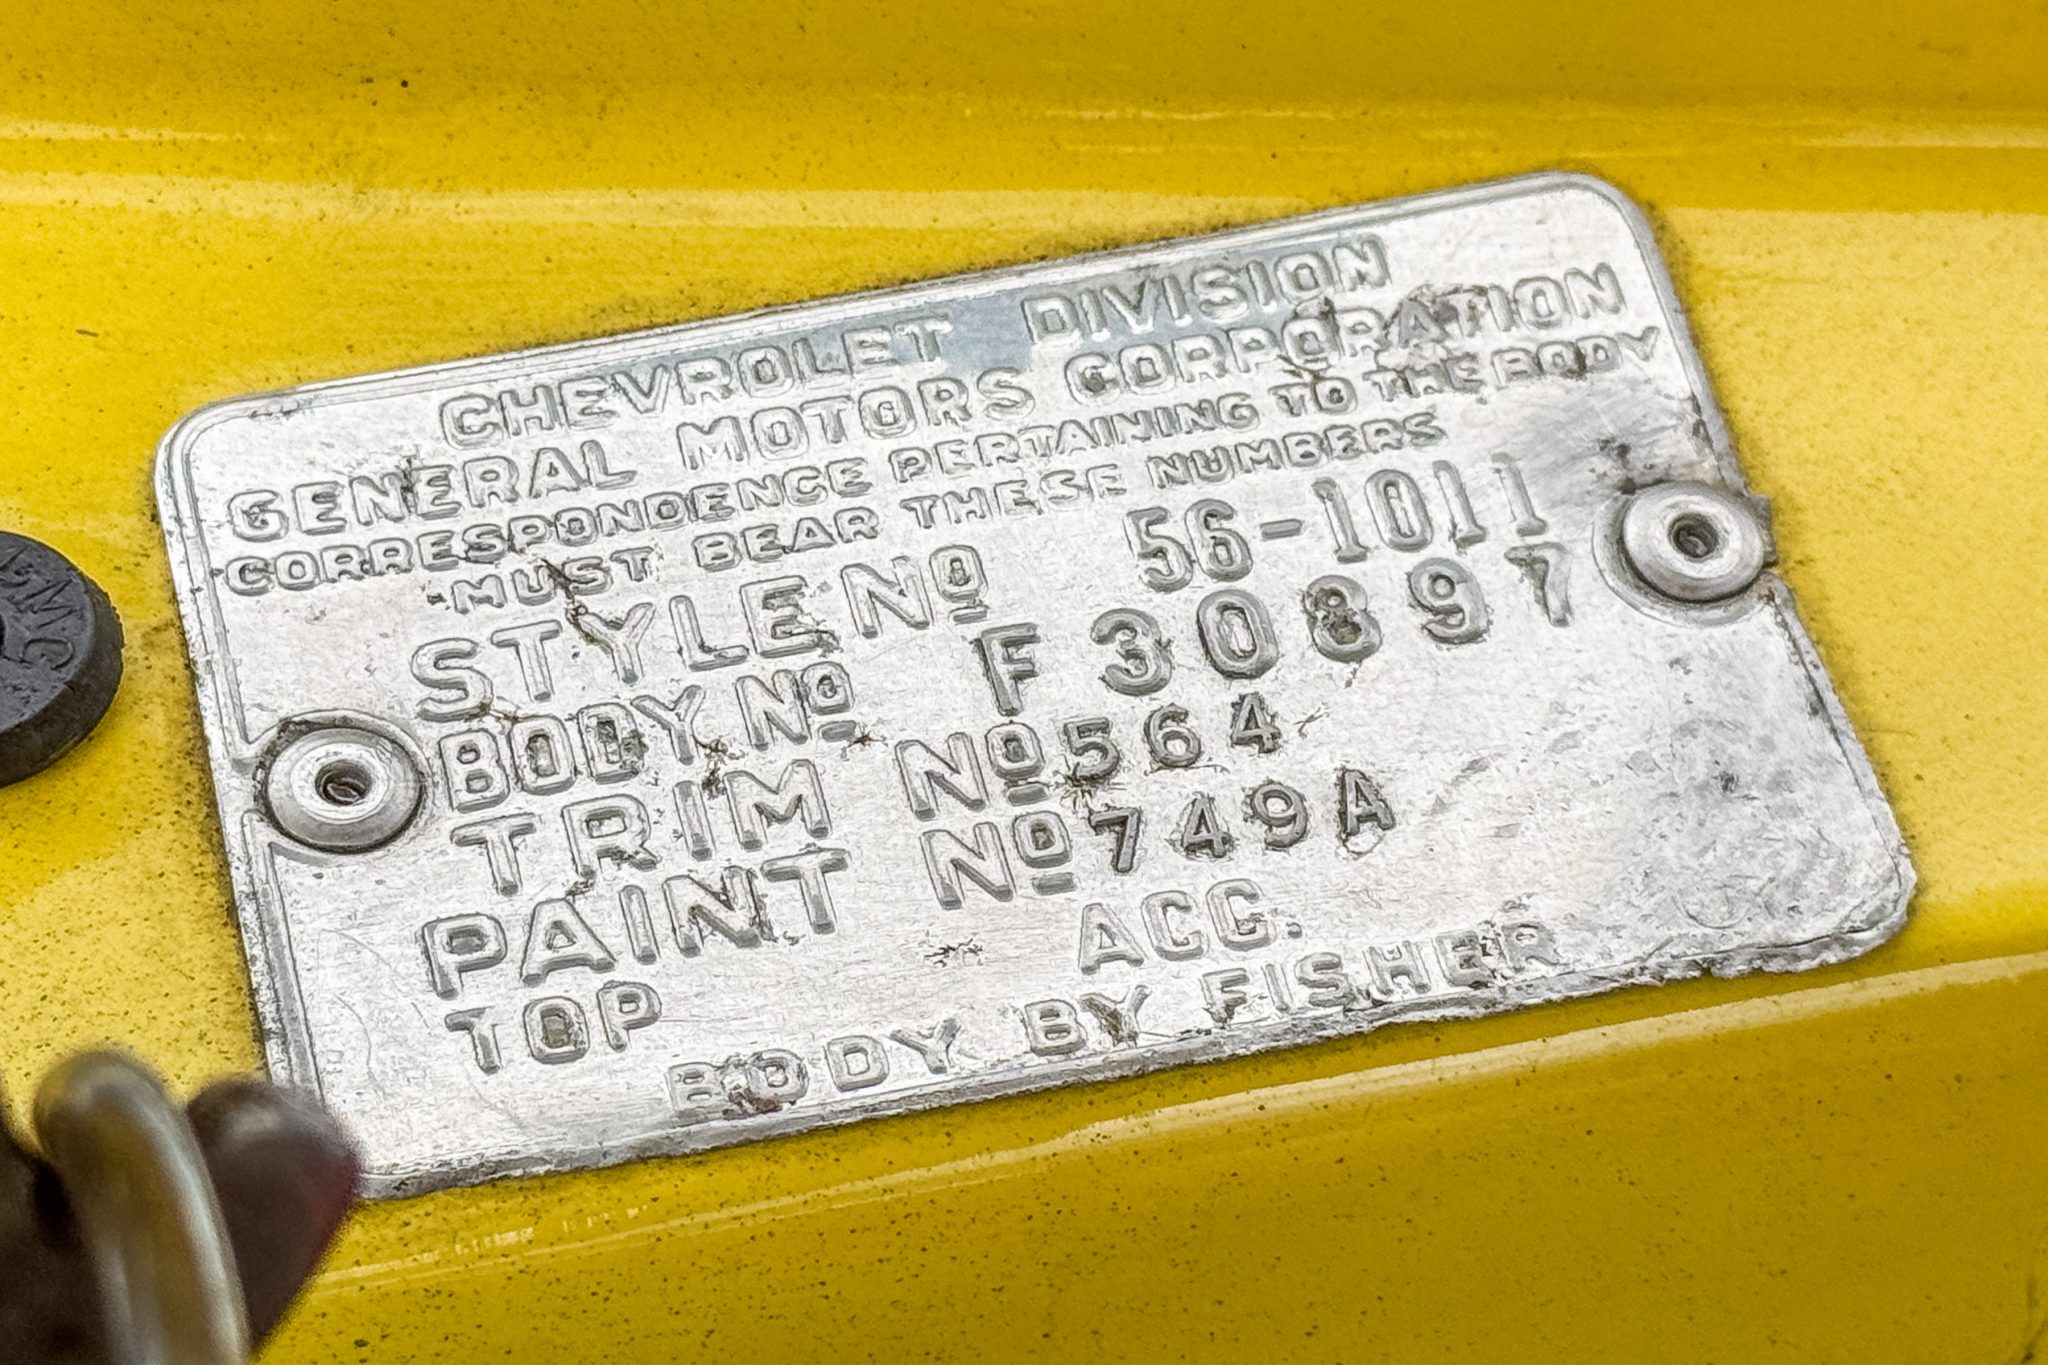 CHEVROLET DIVISION
GENERAL MOTORS CORPORATION
CORRESPONDENCE PERTAINING TO THE BODY
MUST BEAR THESE NUMBERS
STYLE Nº 56-1011
BODY Nº F 30897
TRIM Nº 564
PAINT Nº 749A
TOP ACC.
BODY BY FISHER